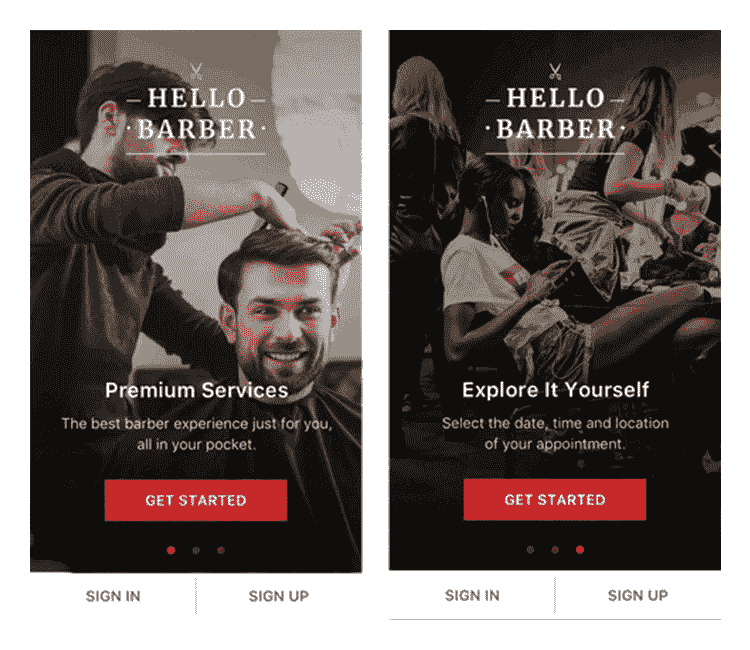 HELLO
BARBER
Premium Services
The best barber experience just for you,
all in your pocket.
GET STARTED
SIGN IN
SIGN UP
HELLO
BARBER
Explore It Yourself
Select the date, time and location
of your appointment.
GET STARTED
SIGN IN
SIGN UP